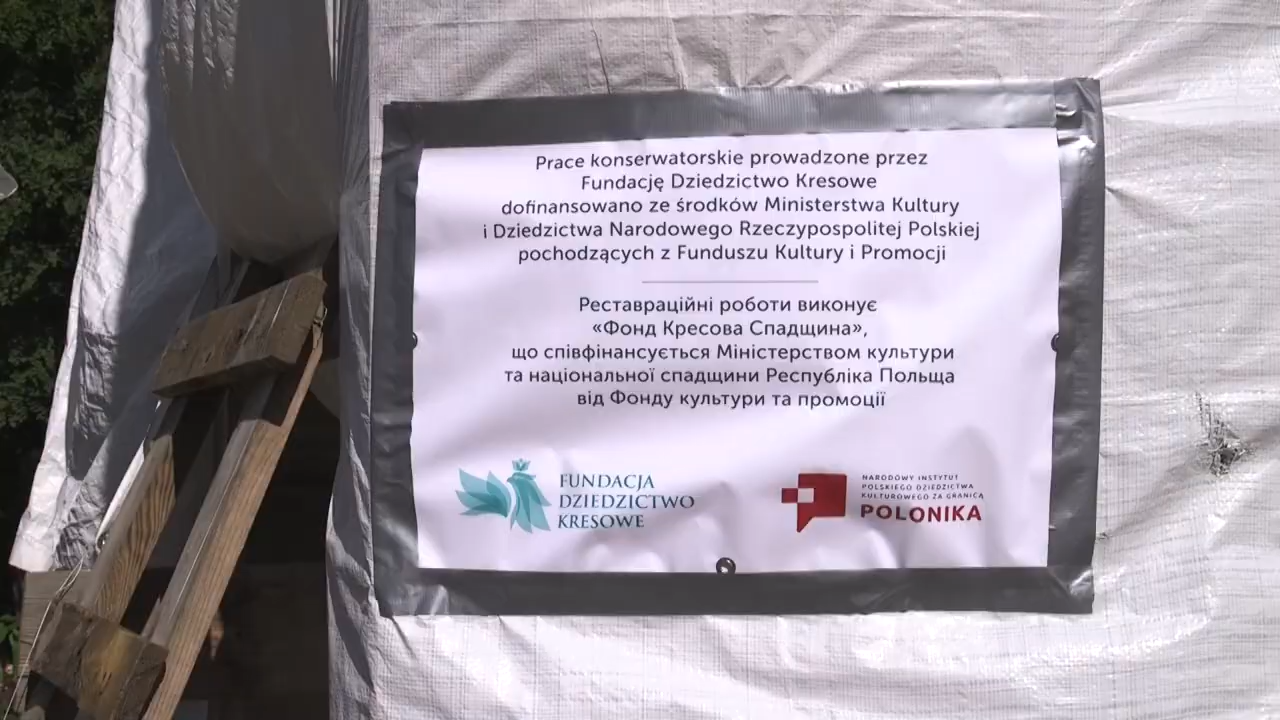 Prace konserwatorskie prowadzone przez
Fundację Dziedzictwo Kresowe
dofinansowano ze środków Ministerstwa Kultury
i Dziedzictwa Narodowego Rzeczypospolitej Polskiej
pochodzących z Funduszu Kultury i Promocji
Реставраційні роботи виконує
«Фонд Кресова Спадщина»,
що співфінансується Міністерством культури
та національної спадщини Республіка Польща
від Фонду культури та промоції
FUNDACJA
DZIEDZICTWO
KRESOWE
NARODOWY INSTYTUT
POLSKIEGO DZIEDZICTWA
KULTUROWEGO ZA GRANICĄ
POLONIKA